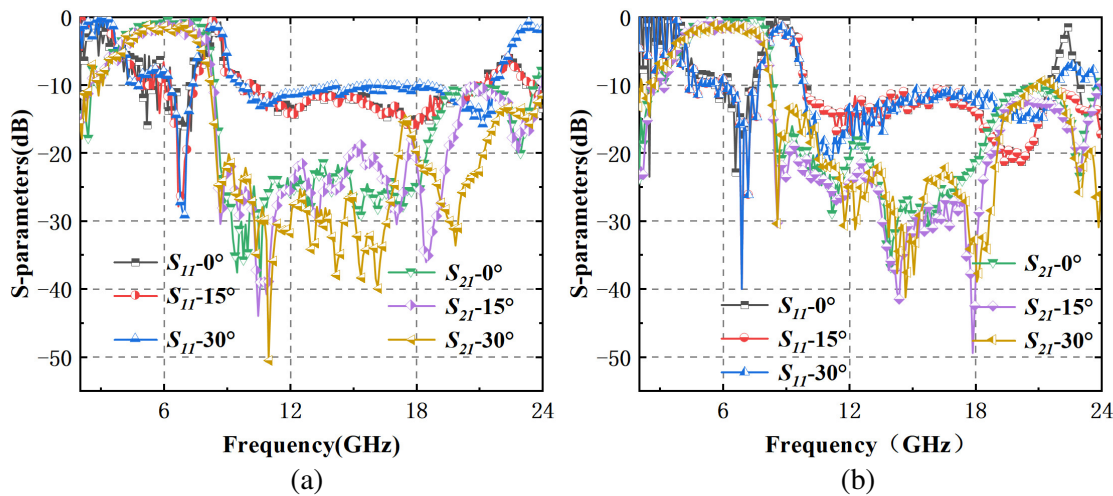 0
−10
−20
−30
−40
−50
S-parameters(dB)
S11-0°
S11-15°
S11-30°
S21-0°
S21-15°
S21-30°
6
12
18
24
Frequency(GHz)
(a)
0
−10
−20
−30
−40
−50
S-parameters(dB)
S11-0°
S11-15°
S11-30°
S21-0°
S21-15°
S21-30°
6
12
18
24
Frequency（GHz）
(b)